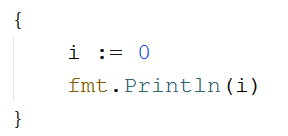 {
    i := 0
    fmt.Println(i)
}